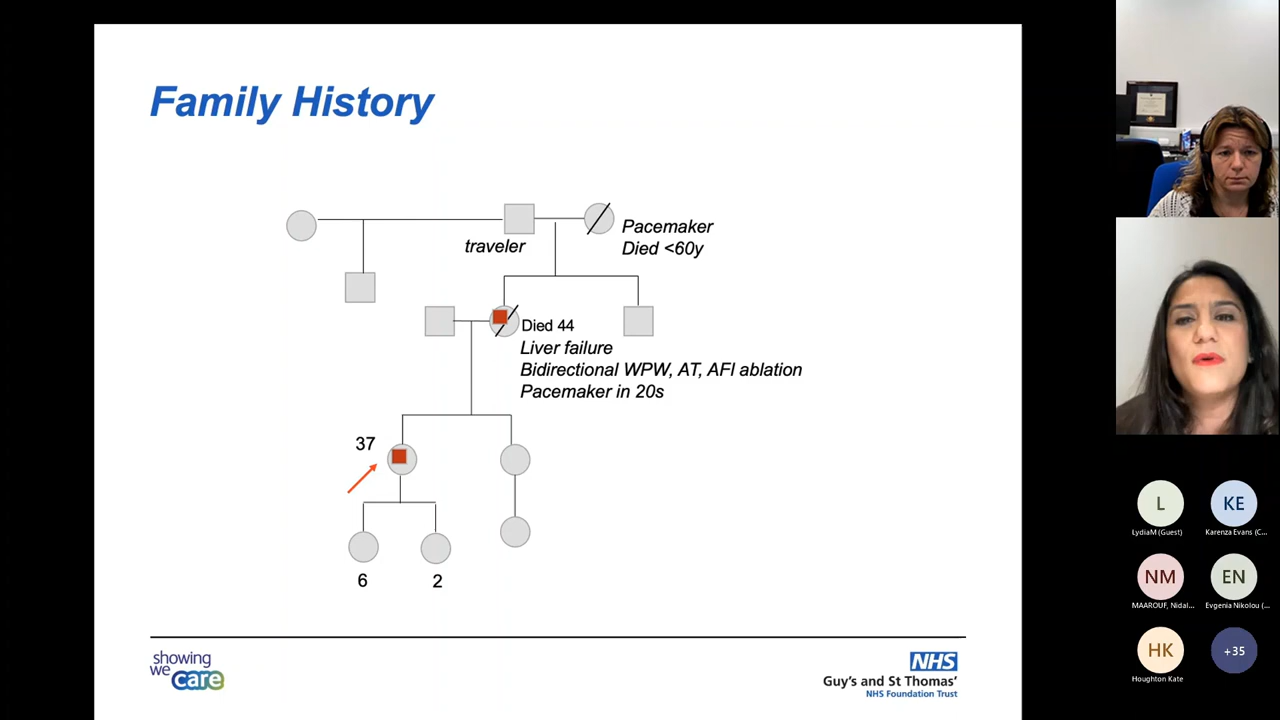 Family History
traveler
Pacemaker
Died <60y
Died 44
Liver failure
Bidirectional WPW, AT, AFl ablation
Pacemaker in 20s
37
6
2
showing
we
care
NHS
Guy's and St Thomas'
NHS Foundation Trust
L
LydiaM (Guest)
KE
Karenza Evans (C...
NM
MAAROUF, Nidal...
EN
Evgenia Nikolou (...
HK
Houghton Kate
+35